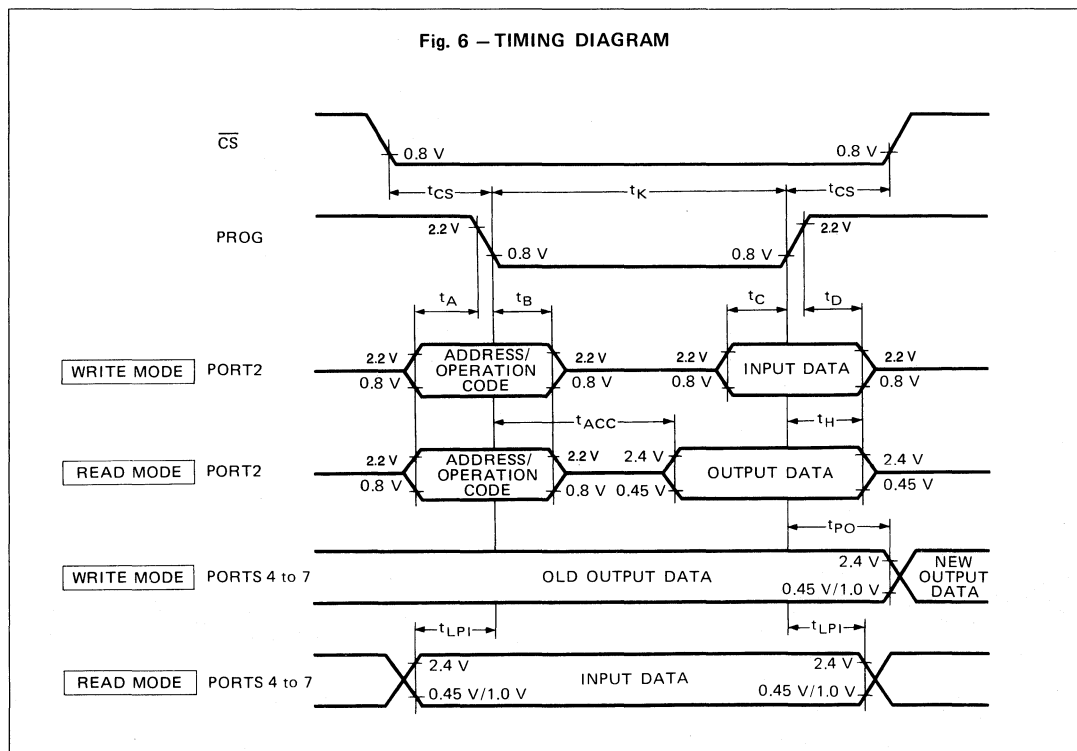 Fig. 6 – TIMING DIAGRAM
CS
0.8 V
0.8 V
tCS
tK
tCS
PROG
2.2 V
0.8 V
0.8 V
2.2 V
tA
tB
tC
tD
WRITE MODE PORT2
2.2 V
0.8 V
ADDRESS/
OPERATION
CODE
2.2 V
0.8 V
2.2 V
0.8 V
INPUT DATA
2.2 V
0.8 V
tACC
tH
READ MODE PORT2
2.2 V
0.8 V
ADDRESS/
OPERATION
CODE
2.2 V
0.8 V
2.4 V
0.45 V
OUTPUT DATA
2.4 V
0.45 V
tPO
WRITE MODE PORTS 4 to 7
OLD OUTPUT DATA
2.4 V
0.45 V/1.0 V
NEW
OUTPUT
DATA
tLPI
tLPI
READ MODE PORTS 4 to 7
2.4 V
0.45 V/1.0 V
INPUT DATA
2.4 V
0.45 V/1.0 V